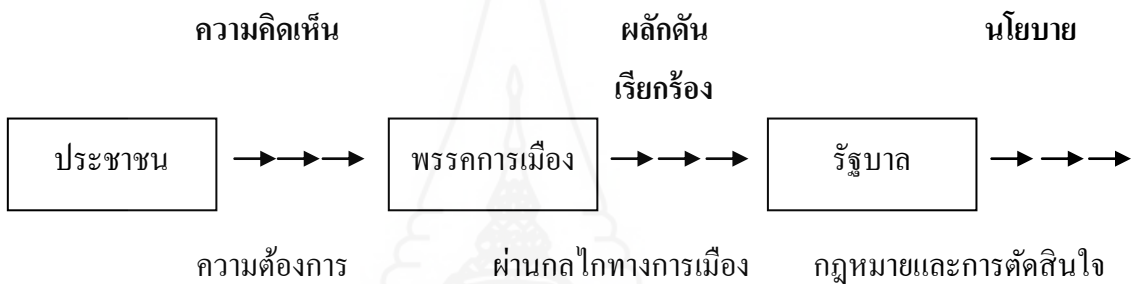 ความคิดเห็น ผลักดัน นโยบาย
เรียกร้อง
ประชาชน พรรคการเมือง รัฐบาล
ความต้องการ ผ่านกลไกทางการเมือง กฎหมายและการตัดสินใจ